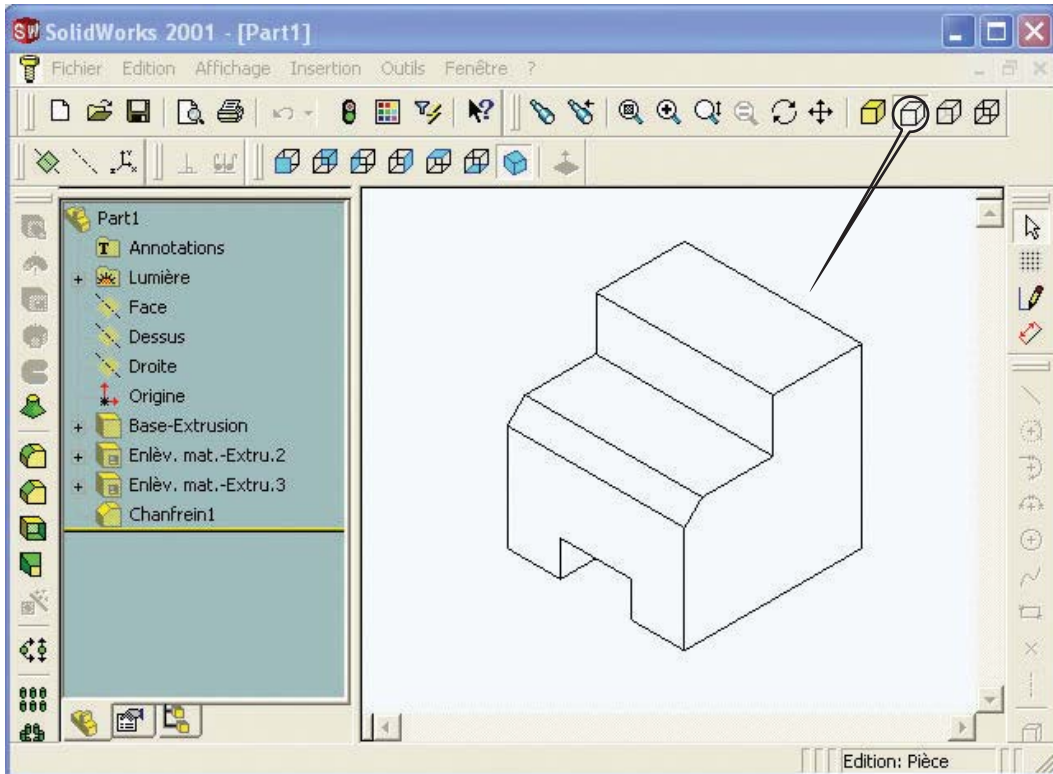 SW SolidWorks 2001 - [Part1]
Fichier Edition Affichage Insertion Outils Fenêtre ?
Part1
T Annotations
+ Lumière
Face
Dessus
Droite
Origine
+ Base-Extrusion
+ Enlèv. mat.-Extru.2
+ Enlèv. mat.-Extru.3
Chanfrein1
Edition: Pièce